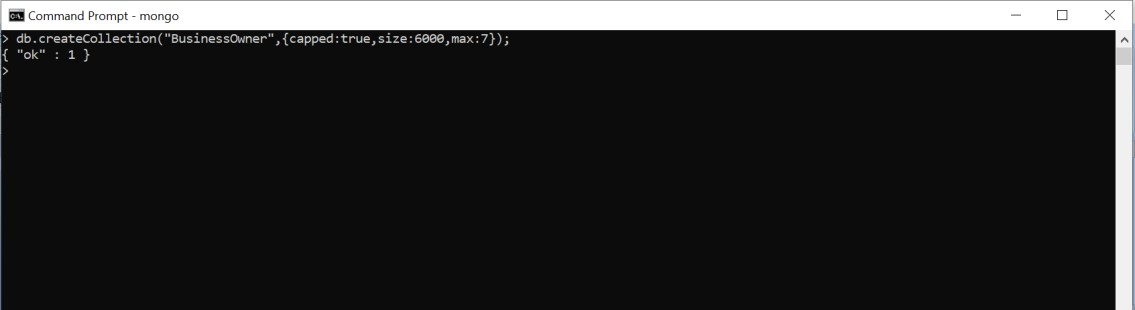 Command Prompt - mongo
> db.createCollection("BusinessOwner",{capped:true,size:6000,max:7});
{ "ok" : 1 }
>